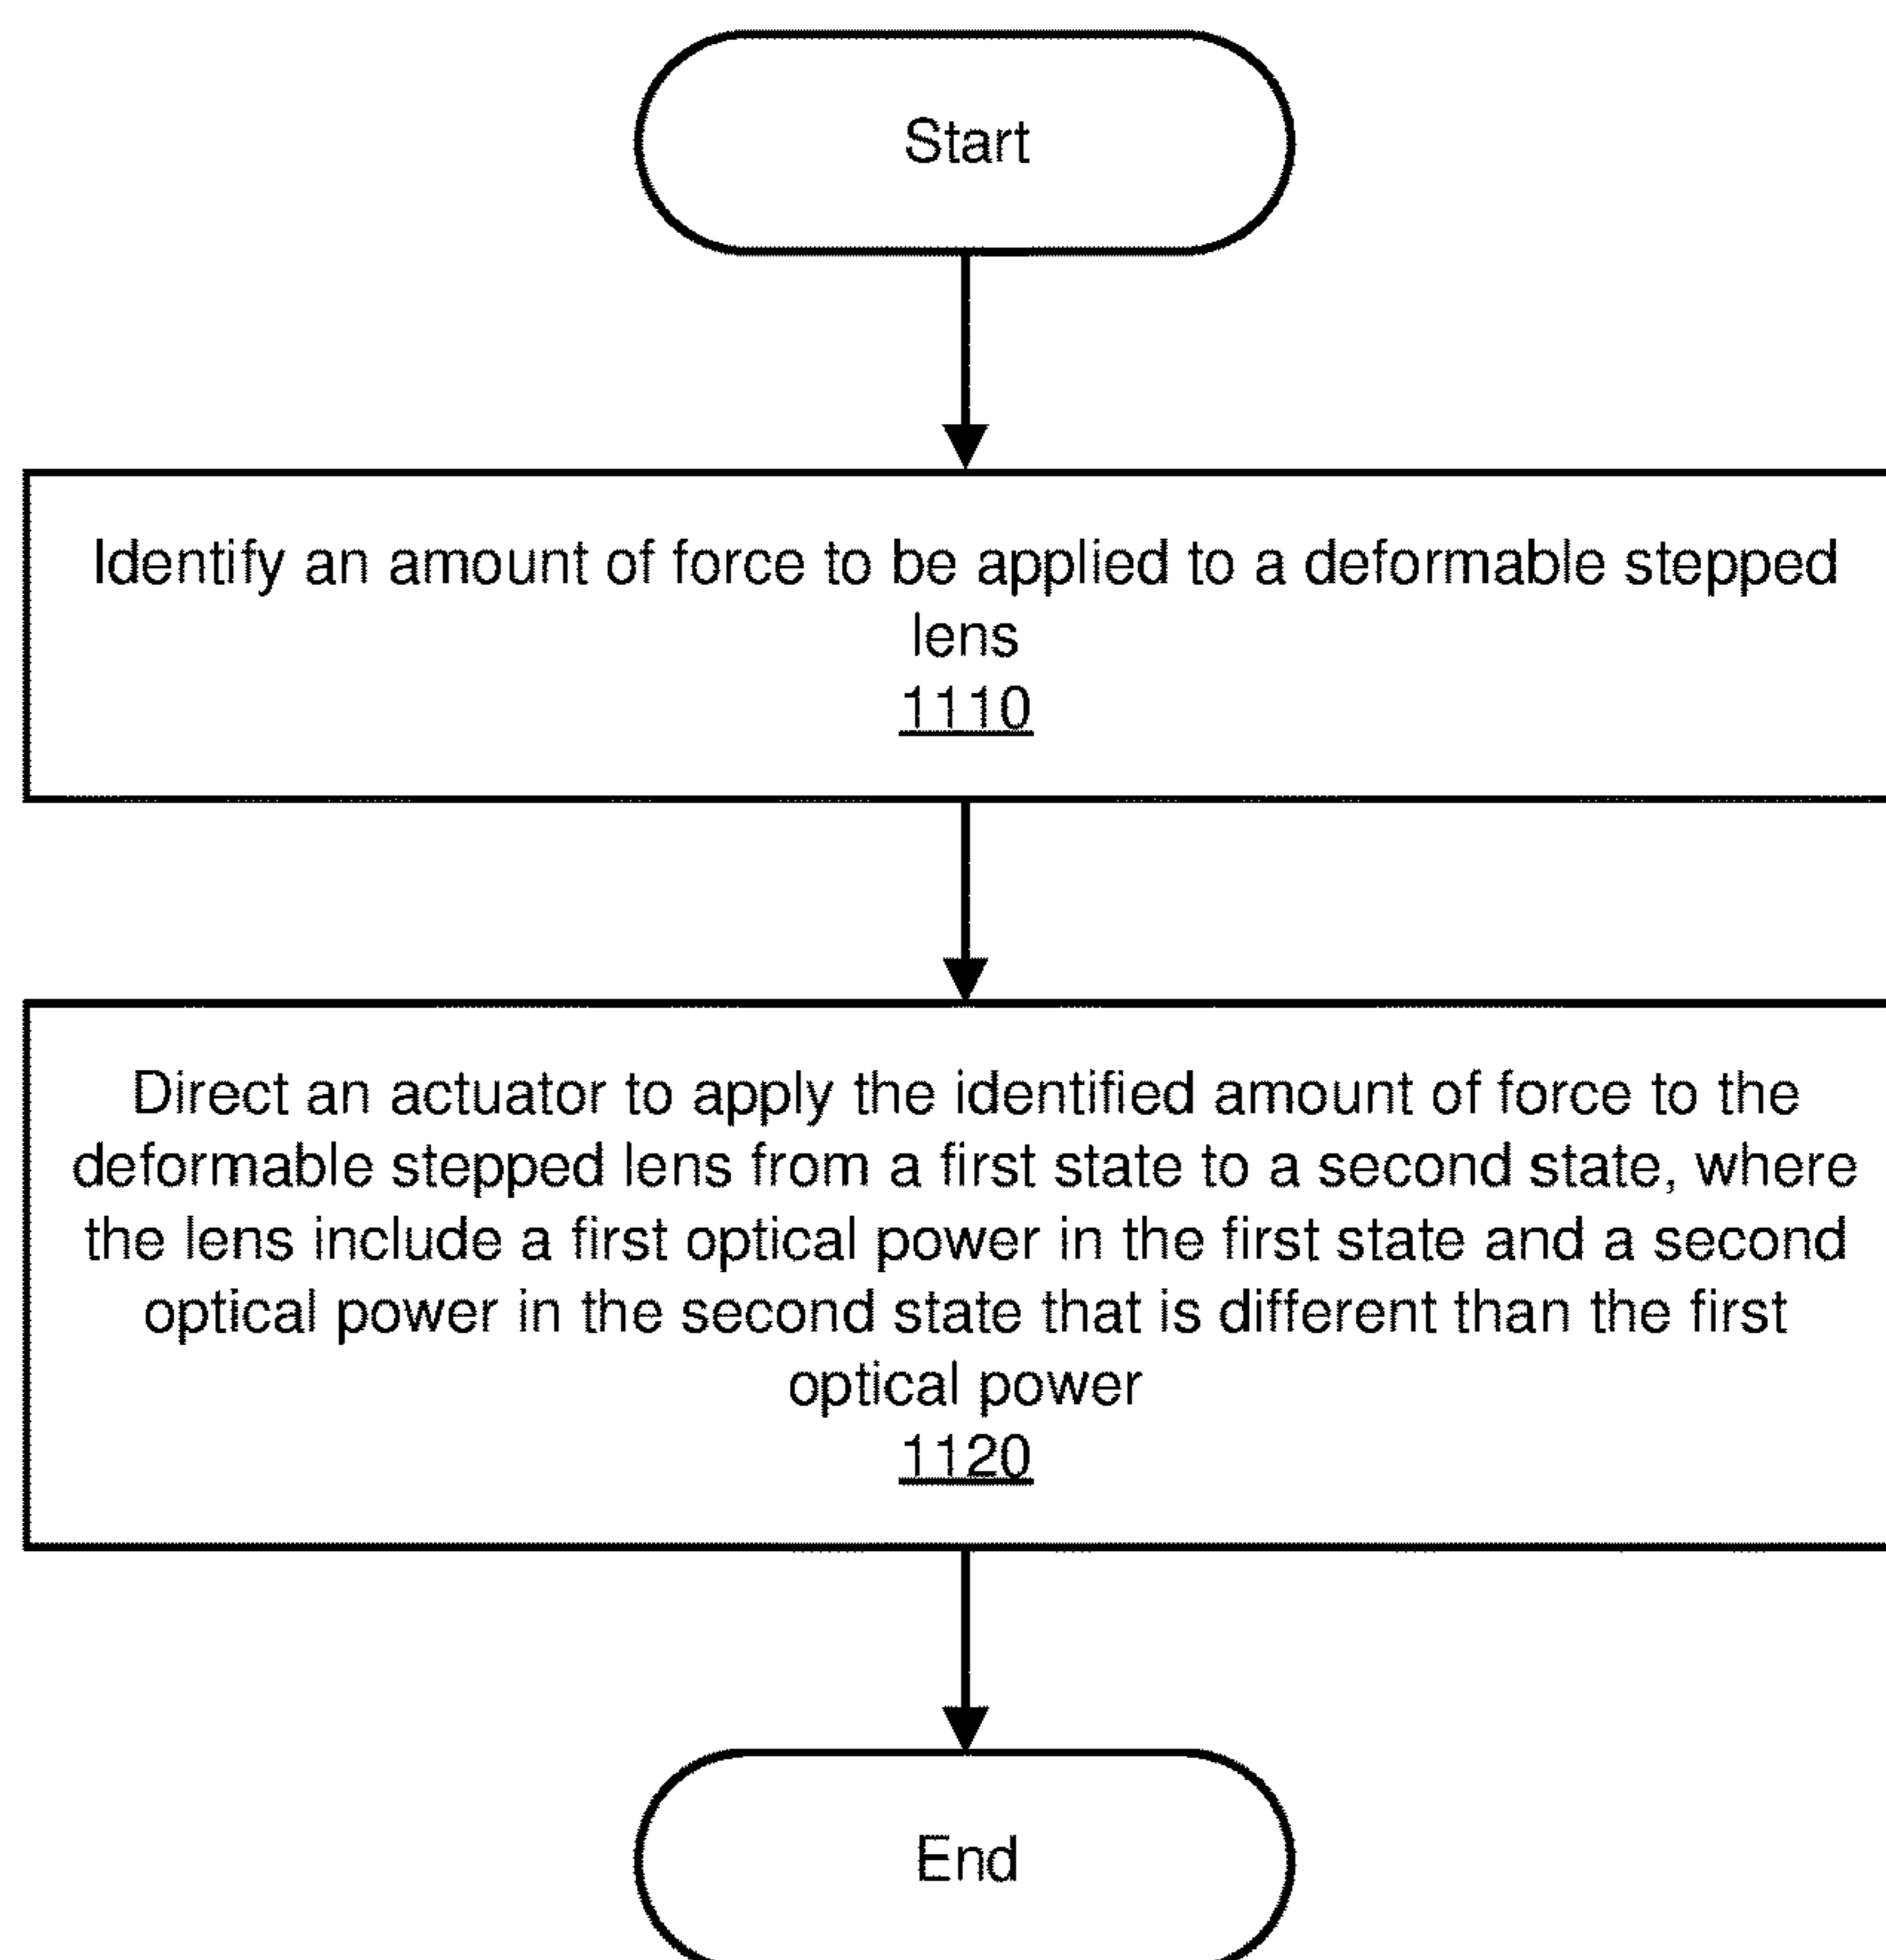 Start
Identify an amount of force to be applied to a deformable stepped
lens
1110
Direct an actuator to apply the identified amount of force to the
deformable stepped lens from a first state to a second state, where
the lens include a first optical power in the first state and a second
optical power in the second state that is different than the first
optical power
1120
End